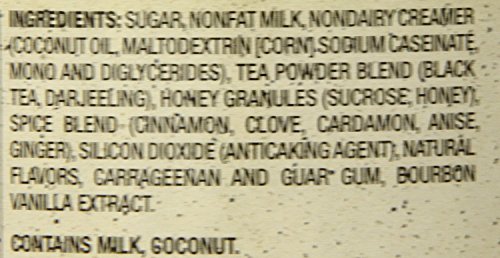 INGREDIENTS: SUGAR, NONFAT MILK, NONDAIRY CREAMER
(COCONUT OIL, MALTODEXTRIN [CORN], SODIUM CASEINATE,
MONO AND DIGLYCERIDES), TEA POWDER BLEND (BLACK
TEA, DARJEELING), HONEY GRANULES (SUCROSE, HONEY),
SPICE BLEND (CINNAMON, CLOVE, CARDAMON, ANISE,
GINGER), SILICON DIOXIDE (ANTICAKING AGENT), NATURAL
FLAVORS, CARRAGEENAN AND GUAR GUM, BOURBON
VANILLA EXTRACT.
CONTAINS MILK, COCONUT.